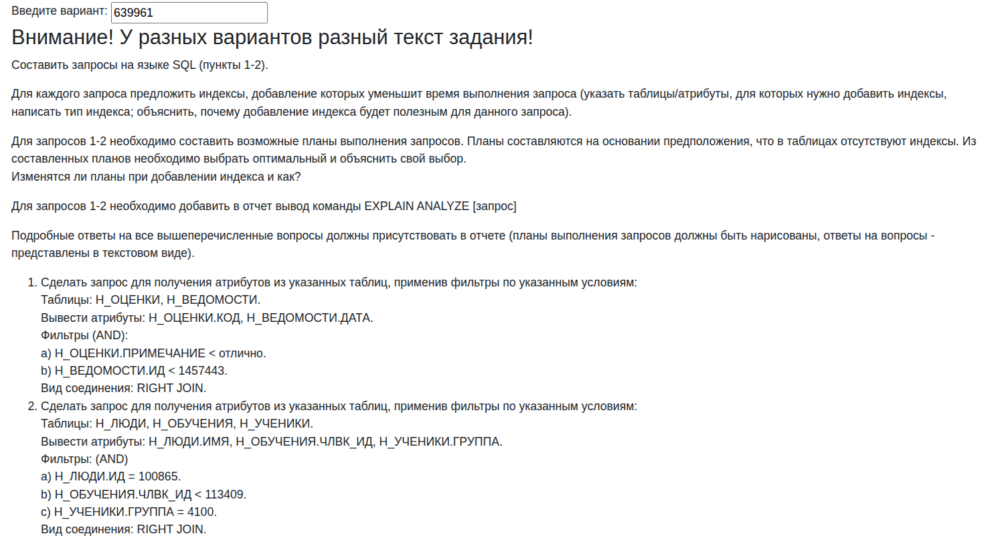 Введите вариант: 639961
Внимание! У разных вариантов разный текст задания!
Составить запросы на языке SQL (пункты 1-2).
Для каждого запроса предложить индексы, добавление которых уменьшит время выполнения запроса (указать таблицы/атрибуты, для которых нужно добавить индексы,
написать тип индекса; объяснить, почему добавление индекса будет полезным для данного запроса).
Для запросов 1-2 необходимо составить возможные планы выполнения запросов. Планы составляются на основании предположения, что в таблицах отсутствуют индексы. Из
составленных планов необходимо выбрать оптимальный и объяснить свой выбор.
Изменятся ли планы при добавлении индекса и как?
Для запросов 1-2 необходимо добавить в отчет вывод команды EXPLAIN ANALYZE [запрос]
Подробные ответы на все вышеперечисленные вопросы должны присутствовать в отчете (планы выполнения запросов должны быть нарисованы, ответы на вопросы -
представлены в текстовом виде).
1. Сделать запрос для получения атрибутов из указанных таблиц, применив фильтры по указанным условиям:
Таблицы: Н_ОЦЕНКИ, Н_ВЕДОМОСТИ.
Вывести атрибуты: Н_ОЦЕНКИ.КОД, Н_ВЕДОМОСТИ.ДАТА.
Фильтры (AND):
a) Н_ОЦЕНКИ.ПРИМЕЧАНИЕ < отлично.
b) Н_ВЕДОМОСТИ.ИД < 1457443.
Вид соединения: RIGHT JOIN.
2. Сделать запрос для получения атрибутов из указанных таблиц, применив фильтры по указанным условиям:
Таблицы: Н_ЛЮДИ, Н_ОБУЧЕНИЯ, Н_УЧЕНИКИ.
Вывести атрибуты: Н_ЛЮДИ.ИМЯ, Н_ОБУЧЕНИЯ.ЧЛВК_ИД, Н_УЧЕНИКИ.ГРУППА.
Фильтры: (AND)
a) Н_ЛЮДИ.ИД = 100865.
b) Н_ОБУЧЕНИЯ.ЧЛВК_ИД < 113409.
c) Н_УЧЕНИКИ.ГРУППА = 4100.
Вид соединения: RIGHT JOIN.